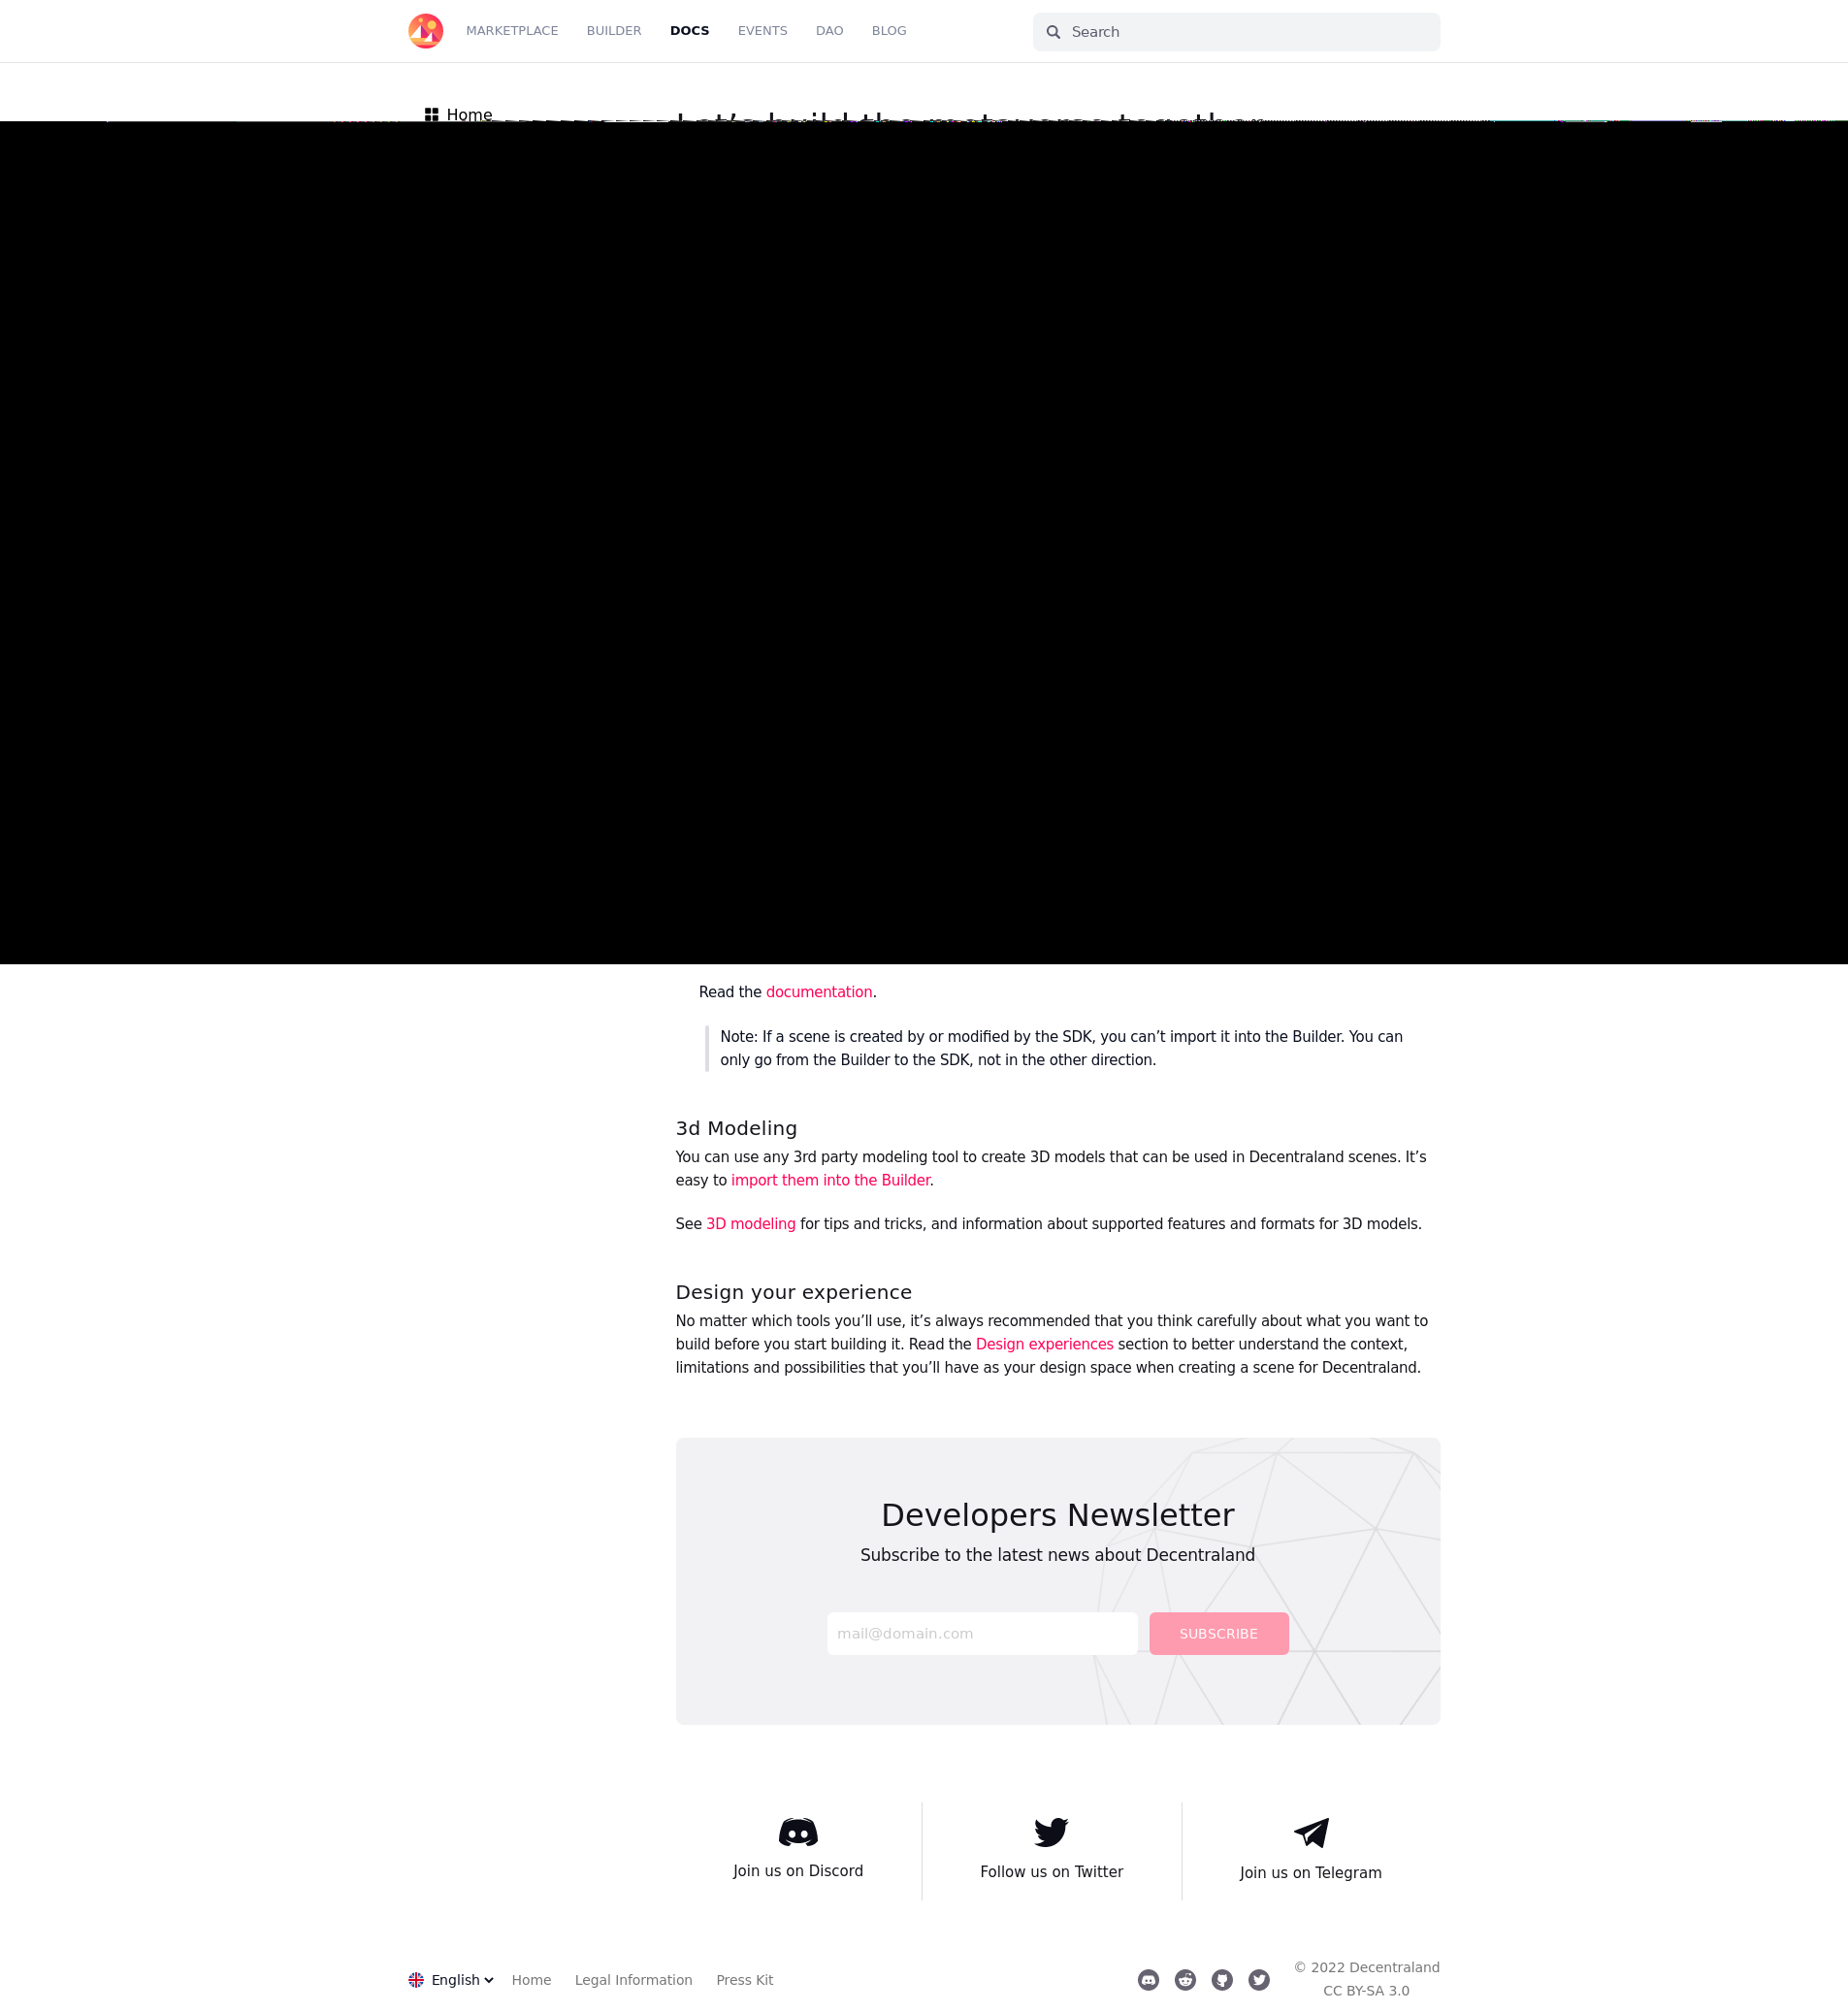 MARKETPLACE BUILDER DOCS EVENTS DAO BLOG Search
Home
Read the documentation.
Note: If a scene is created by or modified by the SDK, you can’t import it into the Builder. You can
only go from the Builder to the SDK, not in the other direction.
3d Modeling
You can use any 3rd party modeling tool to create 3D models that can be used in Decentraland scenes. It’s
easy to import them into the Builder.
See 3D modeling for tips and tricks, and information about supported features and formats for 3D models.
Design your experience
No matter which tools you’ll use, it’s always recommended that you think carefully about what you want to
build before you start building it. Read the Design experiences section to better understand the context,
limitations and possibilities that you’ll have as your design space when creating a scene for Decentraland.
Developers Newsletter
Subscribe to the latest news about Decentraland
mail@domain.com SUBSCRIBE
Join us on Discord
Follow us on Twitter
Join us on Telegram
English Home Legal Information Press Kit
© 2022 Decentraland
CC BY-SA 3.0